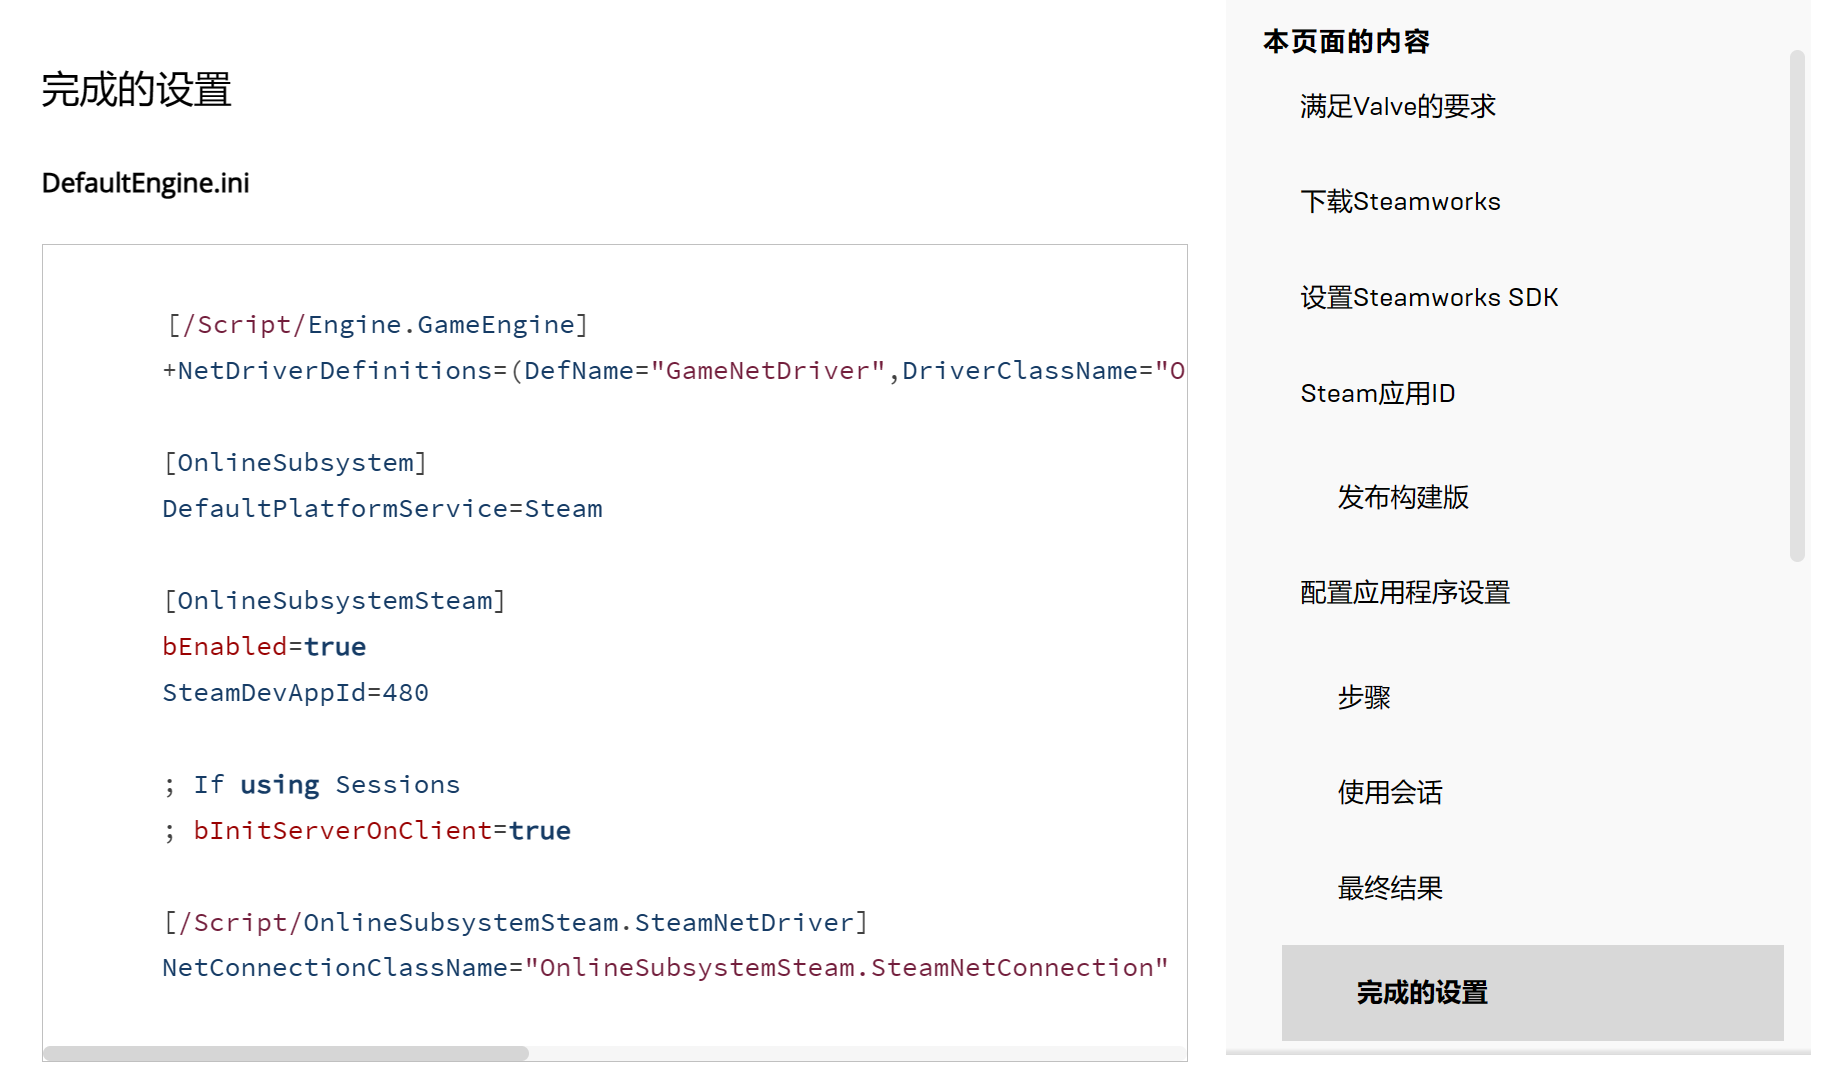 完成的设置
DefaultEngine.ini
[/Script/Engine.GameEngine]
+NetDriverDefinitions=(DefName="GameNetDriver",DriverClassName="O
[OnlineSubsystem]
DefaultPlatformService=Steam
[OnlineSubsystemSteam]
bEnabled=true
SteamDevAppId=480
; If using Sessions
; bInitServerOnClient=true
[/Script/OnlineSubsystemSteam.SteamNetDriver]
NetConnectionClassName="OnlineSubsystemSteam.SteamNetConnection"
本页面的内容
满足Valve的要求
下载Steamworks
设置Steamworks SDK
Steam应用ID
发布构建版
配置应用程序设置
步骤
使用会话
最终结果
完成的设置